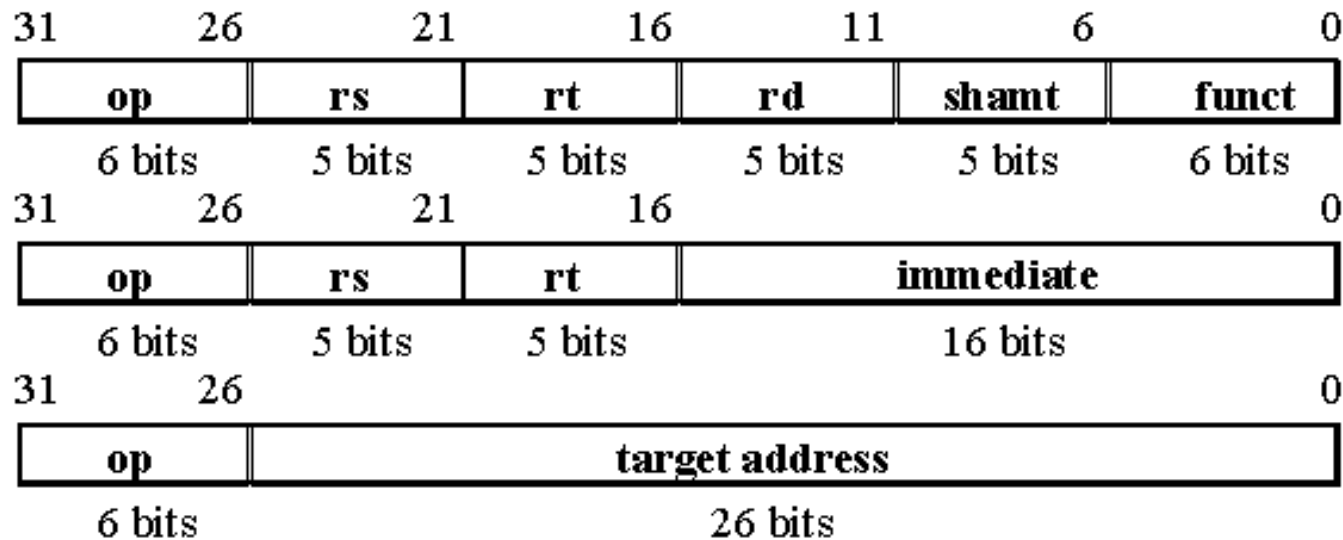 31 26 21 16 11 6 0
op rs rt rd shamt funct
6 bits 5 bits 5 bits 5 bits 5 bits 6 bits
31 26 21 16 0
op rs rt immediate
6 bits 5 bits 5 bits 16 bits
31 26 0
op target address
6 bits 26 bits